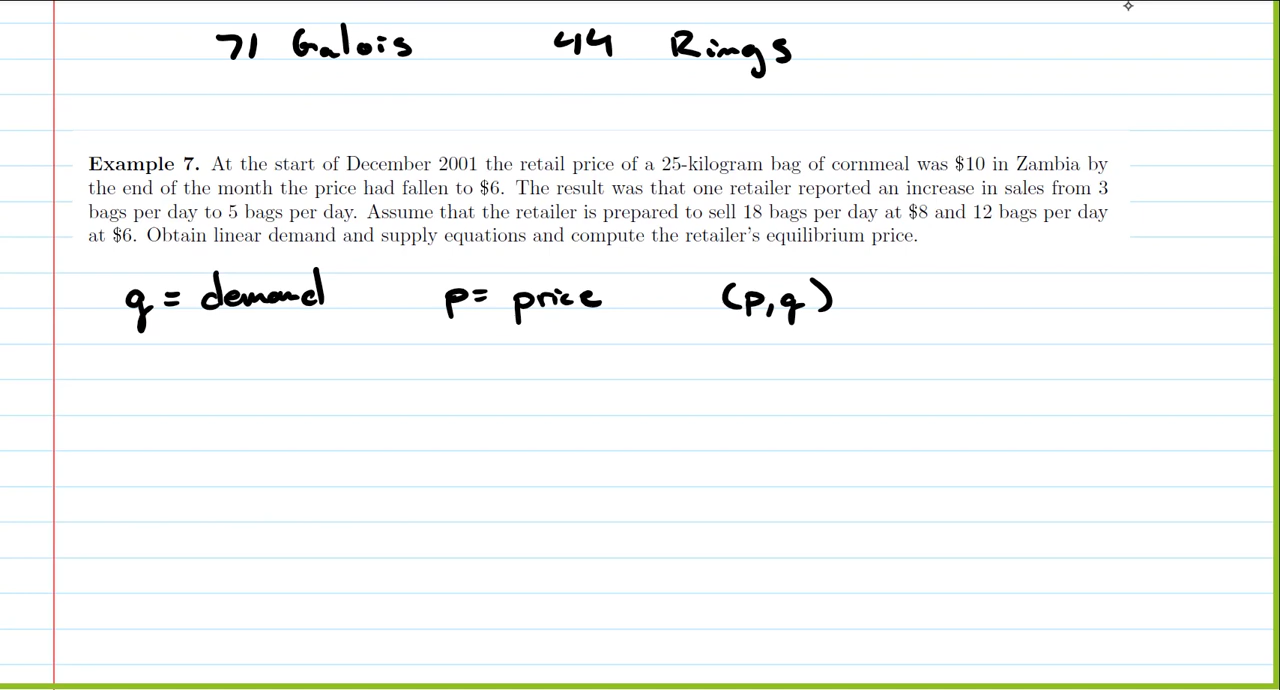 71 Galois 44 Rings
Example 7. At the start of December 2001 the retail price of a 25-kilogram bag of cornmeal was $10 in Zambia by
the end of the month the price had fallen to $6. The result was that one retailer reported an increase in sales from 3
bags per day to 5 bags per day. Assume that the retailer is prepared to sell 18 bags per day at $8 and 12 bags per day
at $6. Obtain linear demand and supply equations and compute the retailer's equilibrium price.
q = demand p = price (p,q)